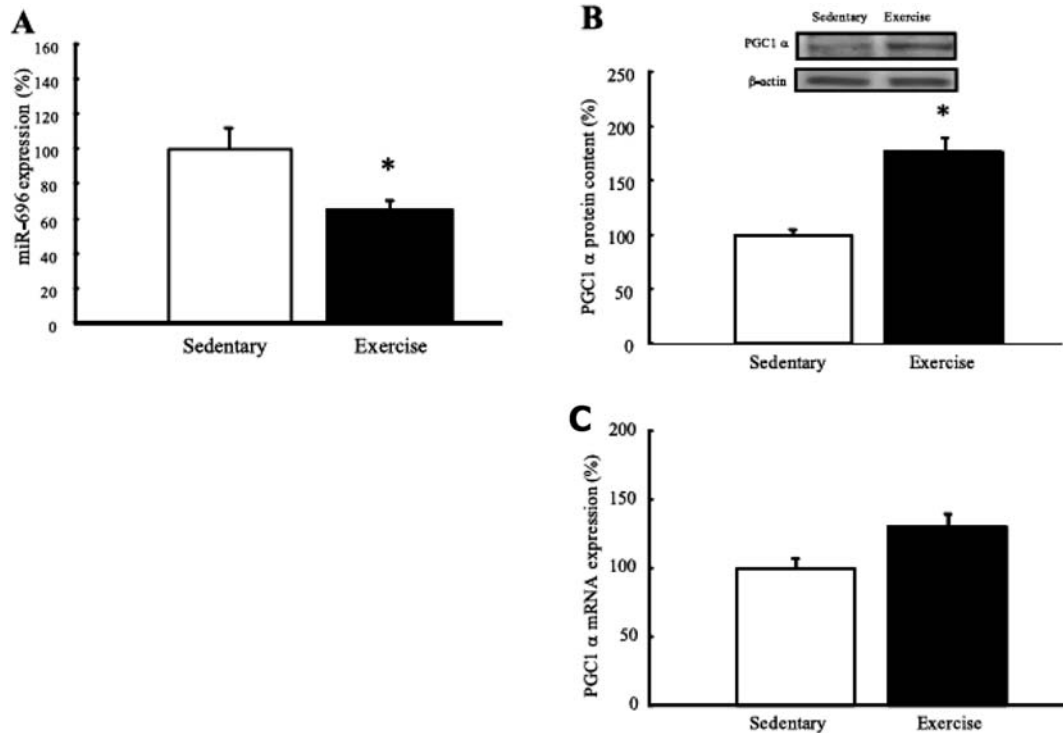 A
miR-696 expression (%)
160
140
120
100
80
60
40
20
0
*
Sedentary Exercise
B
Sedentary Exercise
PGC1 α
β-actin
PGC1 α protein content (%)
250
200
150
100
50
0
*
Sedentary Exercise
C
PGC1 α mRNA expression (%)
200
150
100
50
0
Sedentary Exercise